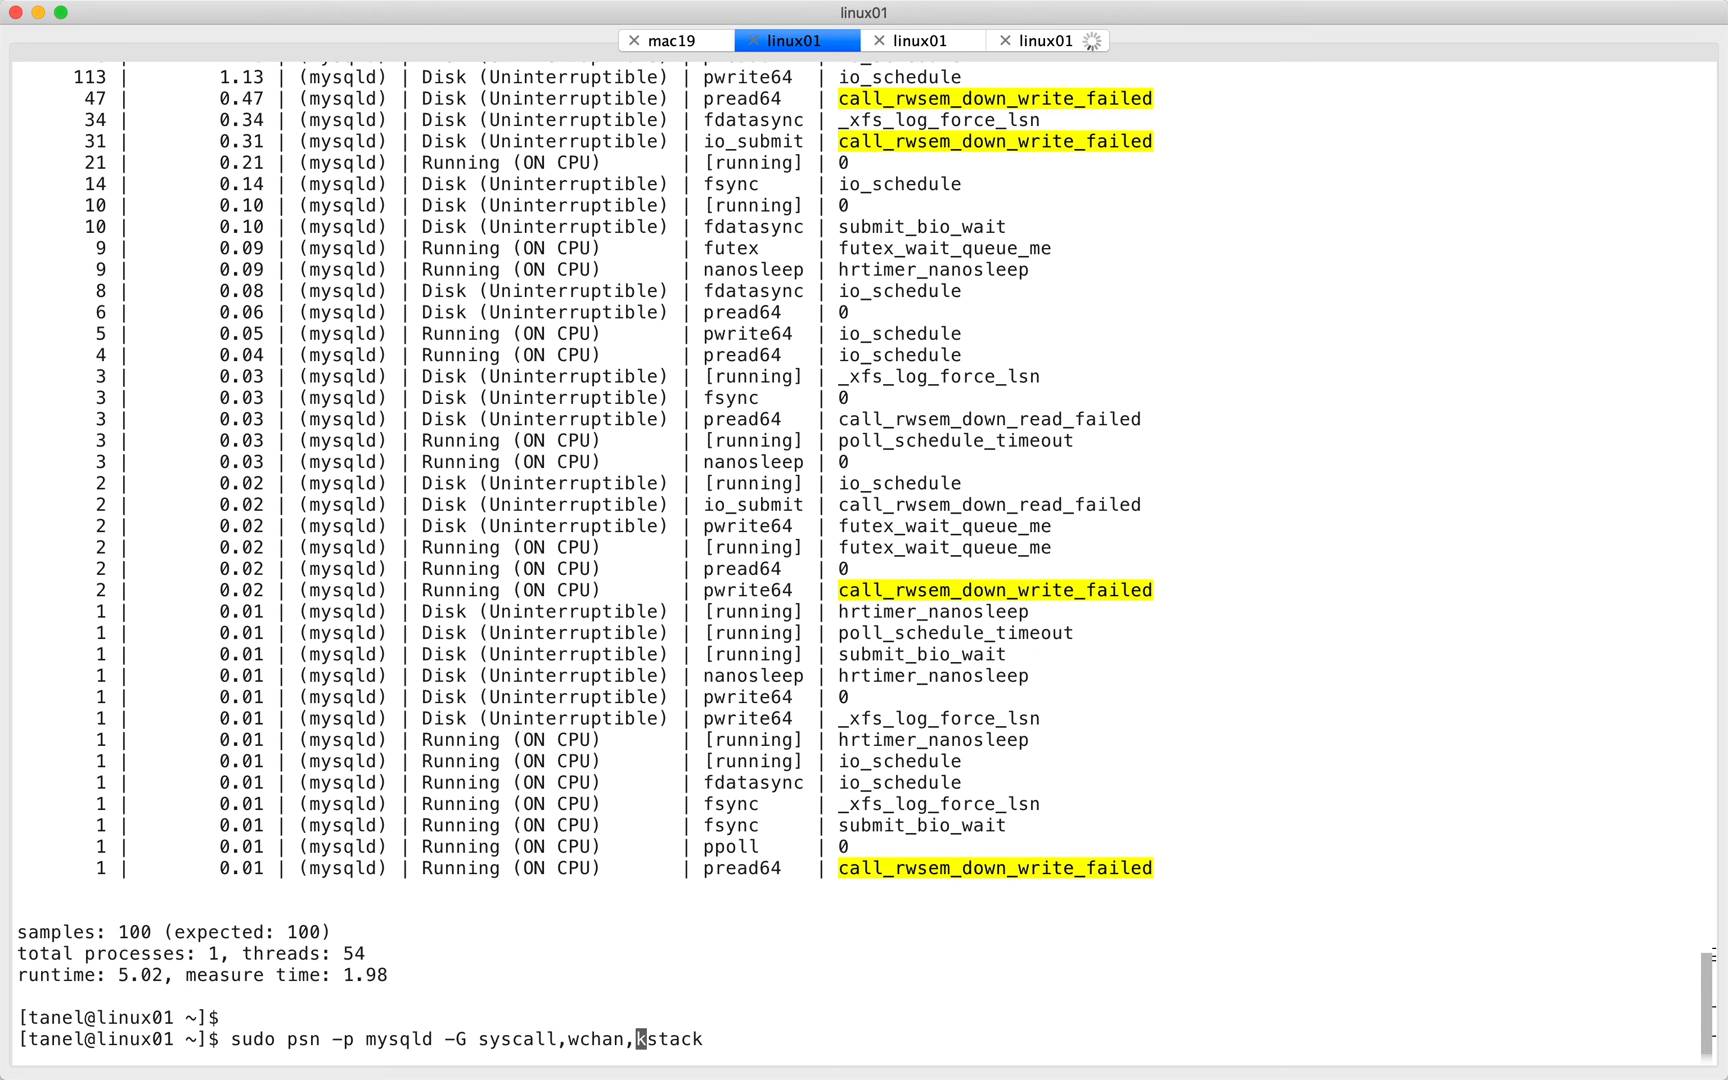 linux01
mac19 linux01 linux01 linux01
113 | 1.13 | (mysqld) | Disk (Uninterruptible) | pwrite64 | io_schedule
47 | 0.47 | (mysqld) | Disk (Uninterruptible) | pread64 | call_rwsem_down_write_failed
34 | 0.34 | (mysqld) | Disk (Uninterruptible) | fdatasync | _xfs_log_force_lsn
31 | 0.31 | (mysqld) | Disk (Uninterruptible) | io_submit | call_rwsem_down_write_failed
21 | 0.21 | (mysqld) | Running (ON CPU) | [running] | 0
14 | 0.14 | (mysqld) | Disk (Uninterruptible) | fsync | io_schedule
10 | 0.10 | (mysqld) | Disk (Uninterruptible) | [running] | 0
10 | 0.10 | (mysqld) | Disk (Uninterruptible) | fdatasync | submit_bio_wait
9 | 0.09 | (mysqld) | Running (ON CPU) | futex | futex_wait_queue_me
9 | 0.09 | (mysqld) | Running (ON CPU) | nanosleep | hrtimer_nanosleep
8 | 0.08 | (mysqld) | Disk (Uninterruptible) | fdatasync | io_schedule
6 | 0.06 | (mysqld) | Disk (Uninterruptible) | pread64 | 0
5 | 0.05 | (mysqld) | Running (ON CPU) | pwrite64 | io_schedule
4 | 0.04 | (mysqld) | Running (ON CPU) | pread64 | io_schedule
3 | 0.03 | (mysqld) | Disk (Uninterruptible) | [running] | _xfs_log_force_lsn
3 | 0.03 | (mysqld) | Disk (Uninterruptible) | fsync | 0
3 | 0.03 | (mysqld) | Disk (Uninterruptible) | pread64 | call_rwsem_down_read_failed
3 | 0.03 | (mysqld) | Running (ON CPU) | [running] | poll_schedule_timeout
3 | 0.03 | (mysqld) | Running (ON CPU) | nanosleep | 0
2 | 0.02 | (mysqld) | Disk (Uninterruptible) | [running] | io_schedule
2 | 0.02 | (mysqld) | Disk (Uninterruptible) | io_submit | call_rwsem_down_read_failed
2 | 0.02 | (mysqld) | Disk (Uninterruptible) | pwrite64 | futex_wait_queue_me
2 | 0.02 | (mysqld) | Running (ON CPU) | [running] | futex_wait_queue_me
2 | 0.02 | (mysqld) | Running (ON CPU) | pread64 | 0
2 | 0.02 | (mysqld) | Running (ON CPU) | pwrite64 | call_rwsem_down_write_failed
1 | 0.01 | (mysqld) | Disk (Uninterruptible) | [running] | hrtimer_nanosleep
1 | 0.01 | (mysqld) | Disk (Uninterruptible) | [running] | poll_schedule_timeout
1 | 0.01 | (mysqld) | Disk (Uninterruptible) | [running] | submit_bio_wait
1 | 0.01 | (mysqld) | Disk (Uninterruptible) | nanosleep | hrtimer_nanosleep
1 | 0.01 | (mysqld) | Disk (Uninterruptible) | pwrite64 | 0
1 | 0.01 | (mysqld) | Disk (Uninterruptible) | pwrite64 | _xfs_log_force_lsn
1 | 0.01 | (mysqld) | Running (ON CPU) | [running] | hrtimer_nanosleep
1 | 0.01 | (mysqld) | Running (ON CPU) | [running] | io_schedule
1 | 0.01 | (mysqld) | Running (ON CPU) | fdatasync | io_schedule
1 | 0.01 | (mysqld) | Running (ON CPU) | fsync | _xfs_log_force_lsn
1 | 0.01 | (mysqld) | Running (ON CPU) | fsync | submit_bio_wait
1 | 0.01 | (mysqld) | Running (ON CPU) | ppoll | 0
1 | 0.01 | (mysqld) | Running (ON CPU) | pread64 | call_rwsem_down_write_failed
samples: 100 (expected: 100)
total processes: 1, threads: 54
runtime: 5.02, measure time: 1.98
[tanel@linux01 ~]$
[tanel@linux01 ~]$ sudo psn -p mysqld -G syscall,wchan,kstack